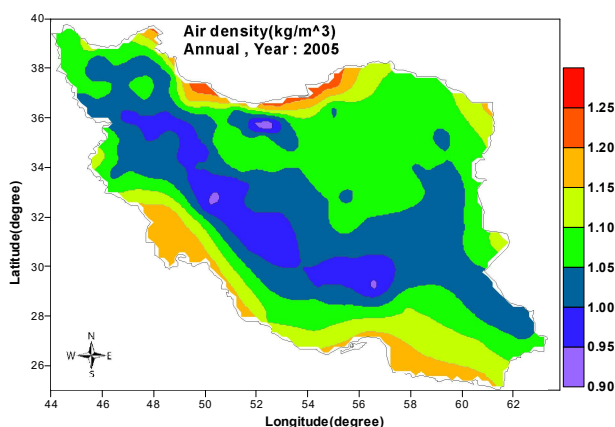 Air density(kg/m^3)
Annual , Year : 2005
40
38
36
34
32
30
28
26
Latitude(degree)
44 46 48 50 52 54 56 58 60 62
Longitude(degree)
N
W E
S
1.25
1.20
1.15
1.10
1.05
1.00
0.95
0.90